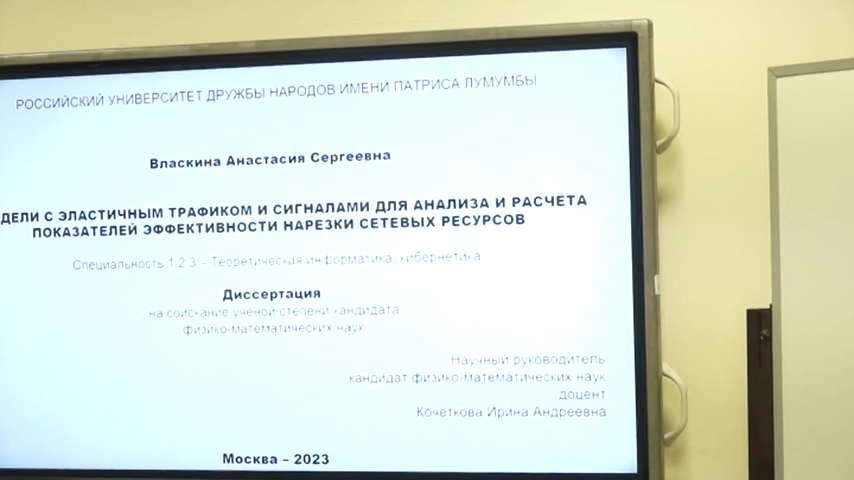 РОССИЙСКИЙ УНИВЕРСИТЕТ ДРУЖБЫ НАРОДОВ ИМЕНИ ПАТРИСА ЛУМУМБЫ
Власкина Анастасия Сергеевна
ДЕЛИ С ЭЛАСТИЧНЫМ ТРАФИКОМ И СИГНАЛАМИ ДЛЯ АНАЛИЗА И РАСЧЁТА
ПОКАЗАТЕЛЕЙ ЭФФЕКТИВНОСТИ НАРЕЗКИ СЕТЕВЫХ РЕСУРСОВ
Специальность 1.2.3 – Теоретическая информатика, кибернетика
Диссертация
на соискание ученой степени кандидата
физико-математических наук
Научный руководитель
кандидат физико-математических наук
доцент
Кочеткова Ирина Андреевна
Москва – 2023